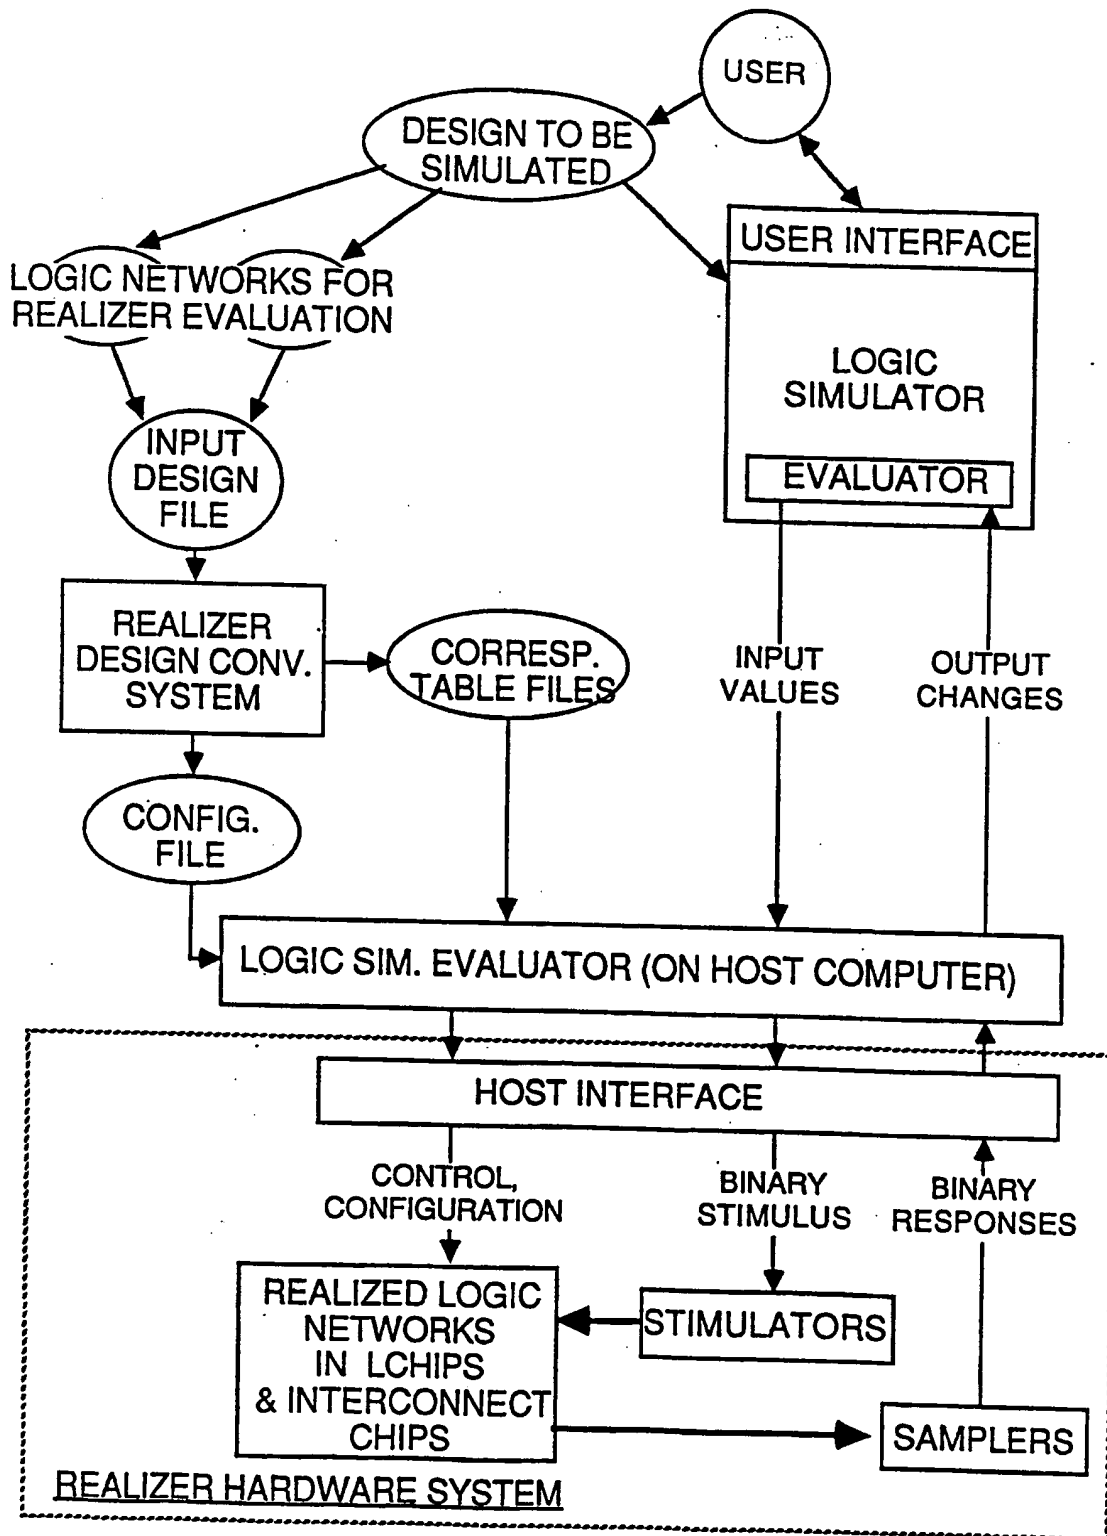 USER
DESIGN TO BE
SIMULATED
USER INTERFACE
LOGIC NETWORKS FOR
REALIZER EVALUATION
LOGIC
SIMULATOR
EVALUATOR
INPUT
DESIGN
FILE
REALIZER
DESIGN CONV.
SYSTEM
CORRESP.
TABLE FILES
INPUT
VALUES
OUTPUT
CHANGES
CONFIG.
FILE
LOGIC SIM. EVALUATOR (ON HOST COMPUTER)
HOST INTERFACE
CONTROL,
CONFIGURATION
BINARY
STIMULUS
BINARY
RESPONSES
REALIZED LOGIC
NETWORKS
IN LCHIPS
& INTERCONNECT
CHIPS
STIMULATORS
SAMPLERS
REALIZER HARDWARE SYSTEM